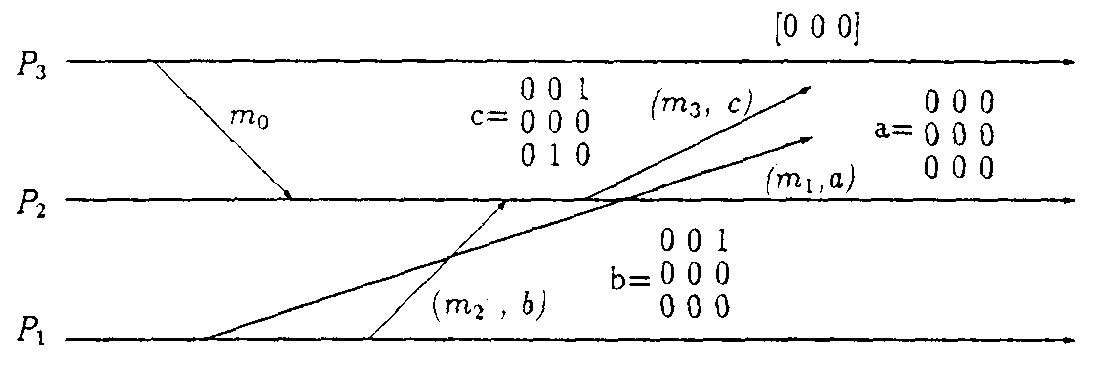 [0 0 0]
P₃
m₀
c=
0 0 1
0 0 0
0 1 0
(m₃, c)
a=
0 0 0
0 0 0
0 0 0
P₂
(m₁,a)
b=
0 0 1
0 0 0
0 0 0
(m₂ , b)
P₁